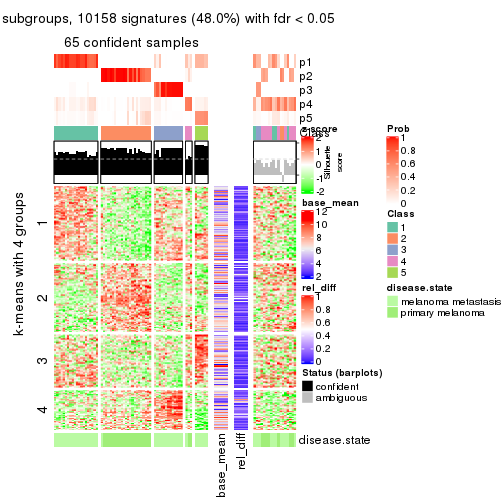 subgroups, 10158 signatures (48.0%) with fdr < 0.05
65 confident samples
p1
p2
p3
p4
p5
Class
Silhouette
score
1
2
3
4
k-means with 4 groups
base_mean
rel_diff
disease.state
z-score
2
1
0
-1
-2
base_mean
12
10
8
6
4
2
rel_diff
1
0.8
0.6
0.4
0.2
0
Status (barplots)
confident
ambiguous
Prob
1
0.8
0.6
0.4
0.2
0
Class
1
2
3
4
5
disease.state
melanoma metastasis
primary melanoma